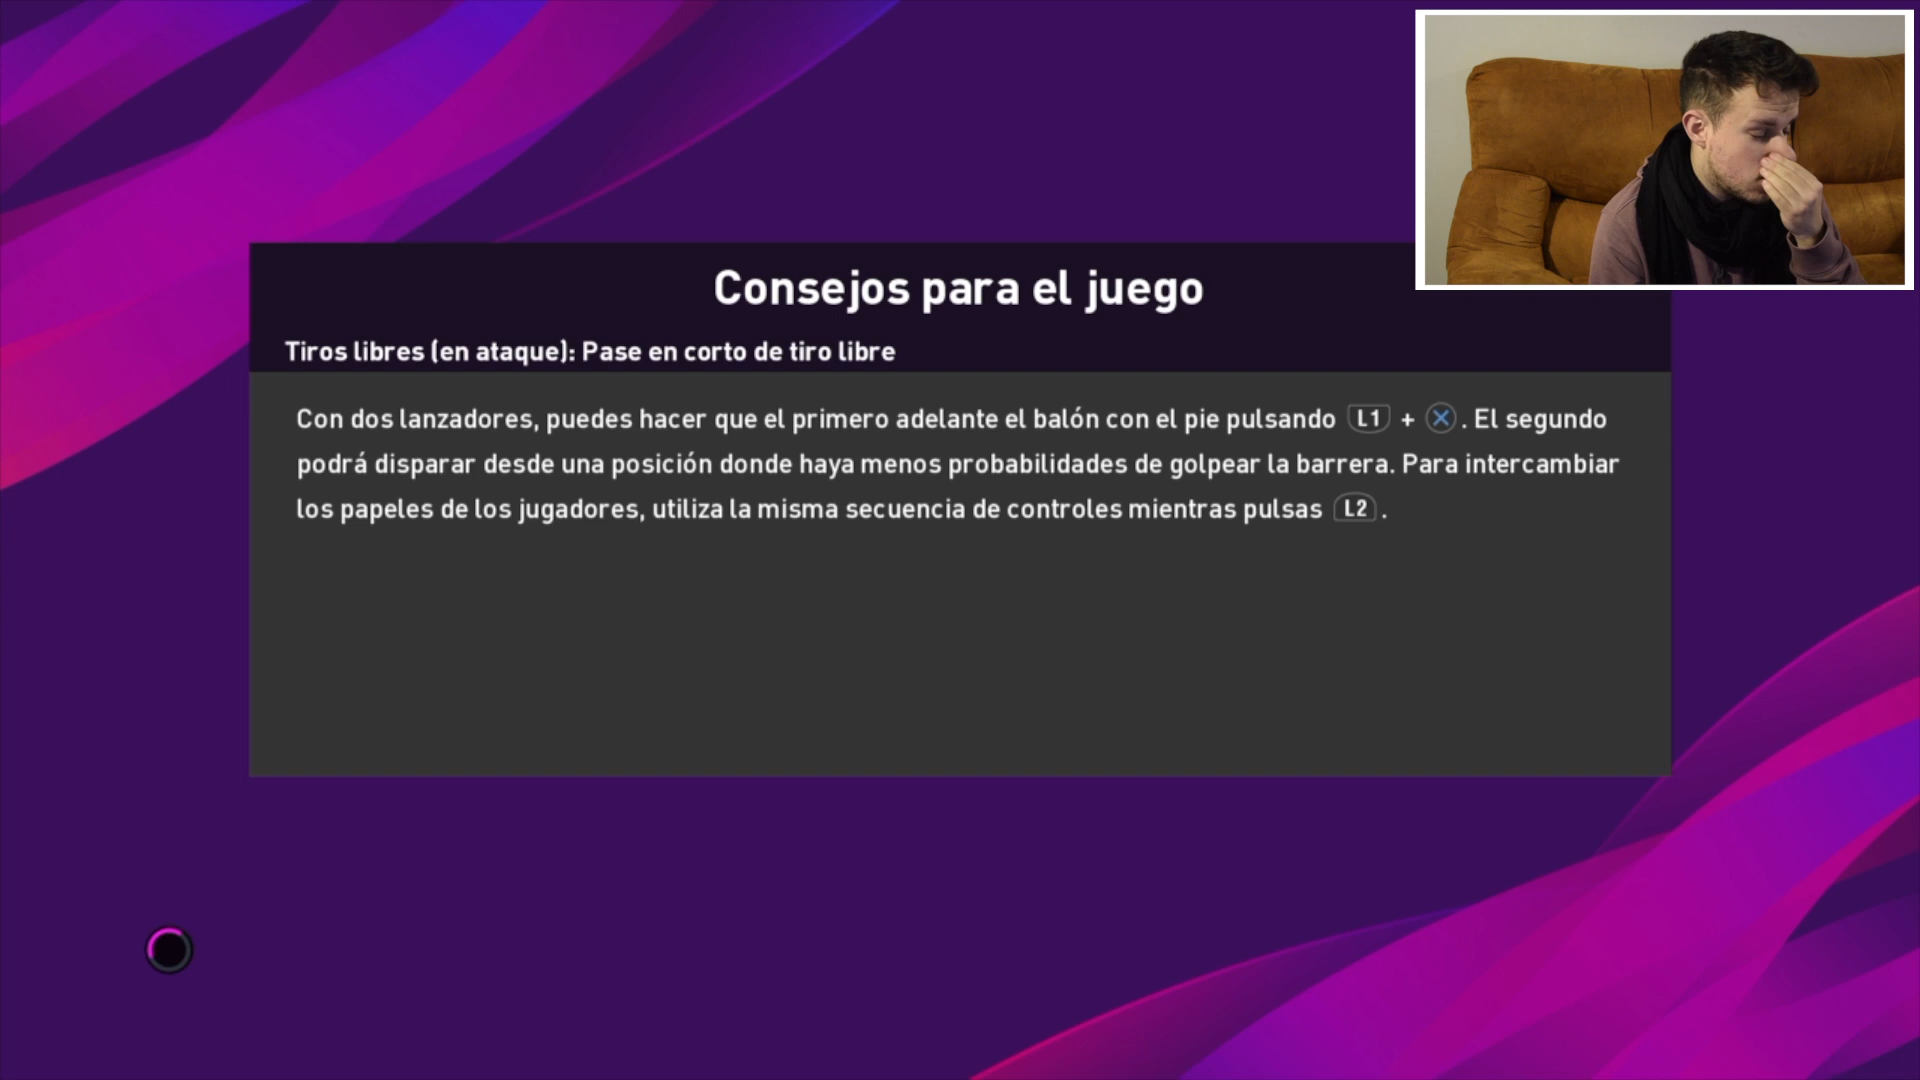 Consejos para el juego
Tiros libres (en ataque): Pase en corto de tiro libre
Con dos lanzadores, puedes hacer que el primero adelante el balón con el pie pulsando L1 + ✕. El segundo
podrá disparar desde una posición donde haya menos probabilidades de golpear la barrera. Para intercambiar
los papeles de los jugadores, utiliza la misma secuencia de controles mientras pulsas L2.